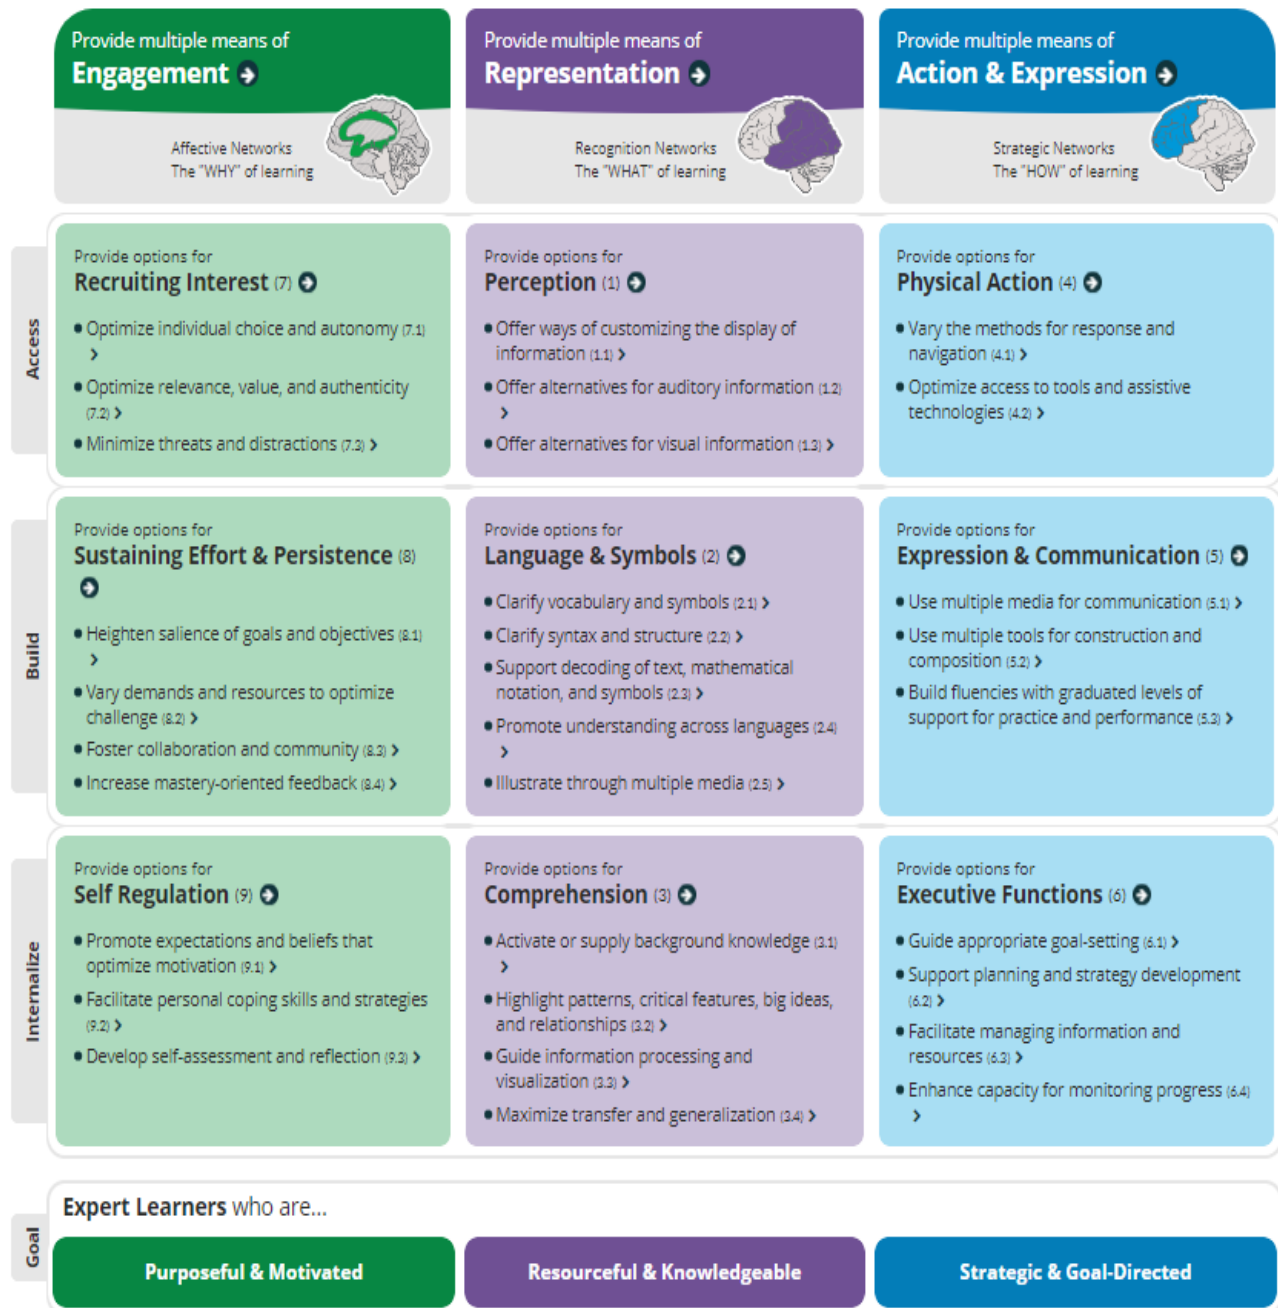 Provide multiple means of
Engagement
Affective Networks
The "WHY" of learning
Provide multiple means of
Representation
Recognition Networks
The "WHAT" of learning
Provide multiple means of
Action & Expression
Strategic Networks
The "HOW" of learning
Access
Provide options for
Recruiting Interest (7)
• Optimize individual choice and autonomy (7.1)
>
• Optimize relevance, value, and authenticity
(7.2) >
• Minimize threats and distractions (7.3) >
Provide options for
Perception (1)
• Offer ways of customizing the display of
information (1.1) >
• Offer alternatives for auditory information (1.2)
>
• Offer alternatives for visual information (1.3) >
Provide options for
Physical Action (4)
• Vary the methods for response and
navigation (4.1) >
• Optimize access to tools and assistive
technologies (4.2) >
Build
Provide options for
Sustaining Effort & Persistence (8)
• Heighten salience of goals and objectives (8.1)
>
• Vary demands and resources to optimize
challenge (8.2) >
• Foster collaboration and community (8.3) >
• Increase mastery-oriented feedback (8.4) >
Provide options for
Language & Symbols (2)
• Clarify vocabulary and symbols (2.1) >
• Clarify syntax and structure (2.2) >
• Support decoding of text, mathematical
notation, and symbols (2.3) >
• Promote understanding across languages (2.4)
>
• Illustrate through multiple media (2.5) >
Provide options for
Expression & Communication (5)
• Use multiple media for communication (5.1) >
• Use multiple tools for construction and
composition (5.2) >
• Build fluencies with graduated levels of
support for practice and performance (5.3) >
Internalize
Provide options for
Self Regulation (9)
• Promote expectations and beliefs that
optimize motivation (9.1) >
• Facilitate personal coping skills and strategies
(9.2) >
• Develop self-assessment and reflection (9.3) >
Provide options for
Comprehension (3)
• Activate or supply background knowledge (3.1)
>
• Highlight patterns, critical features, big ideas,
and relationships (3.2) >
• Guide information processing and
visualization (3.3) >
• Maximize transfer and generalization (3.4) >
Provide options for
Executive Functions (6)
• Guide appropriate goal-setting (6.1) >
• Support planning and strategy development
(6.2) >
• Facilitate managing information and
resources (6.3) >
• Enhance capacity for monitoring progress (6.4)
>
Goal
Expert Learners who are...
Purposeful & Motivated
Resourceful & Knowledgeable
Strategic & Goal-Directed